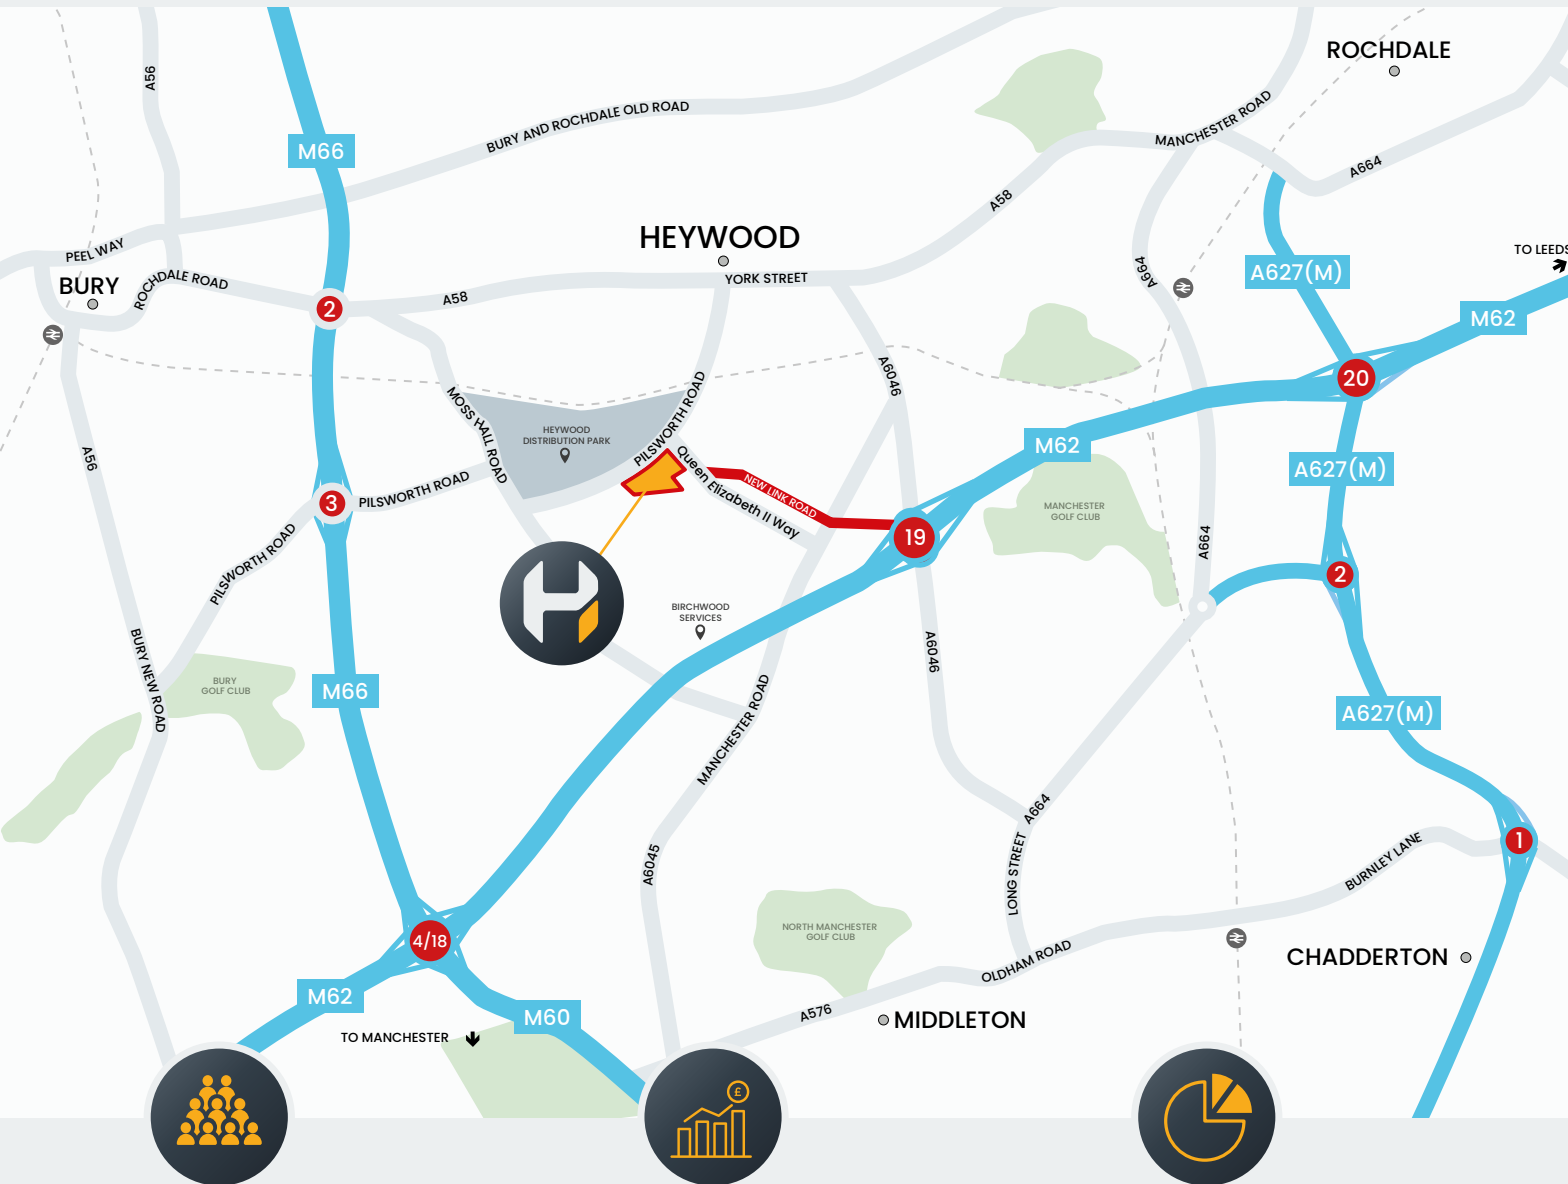 ROCHDALE
A56
BURY AND ROCHDALE OLD ROAD
MANCHESTER ROAD
M66
A664
A58
HEYWOOD
PEEL WAY
TO LEEDS
BURY
ROCHDALE ROAD
A664
A627(M)
YORK STREET
A58
2
M62
A6046
20
MOSS HALL ROAD
PILSWORTH ROAD
HEYWOOD
DISTRIBUTION PARK
M62
A56
Queen Elizabeth II Way
A627(M)
NEW LINK ROAD
3
PILSWORTH ROAD
MANCHESTER
GOLF CLUB
19
A664
PILSWORTH ROAD
2
BIRCHWOOD
SERVICES
BURY NEW ROAD
A6046
BURY
GOLF CLUB
M66
A627(M)
MANCHESTER ROAD
A664
1
A6045
LONG STREET
BURNLEY LANE
NORTH MANCHESTER
GOLF CLUB
4/18
OLDHAM ROAD
CHADDERTON
M62
A576
M60
MIDDLETON
TO MANCHESTER
£